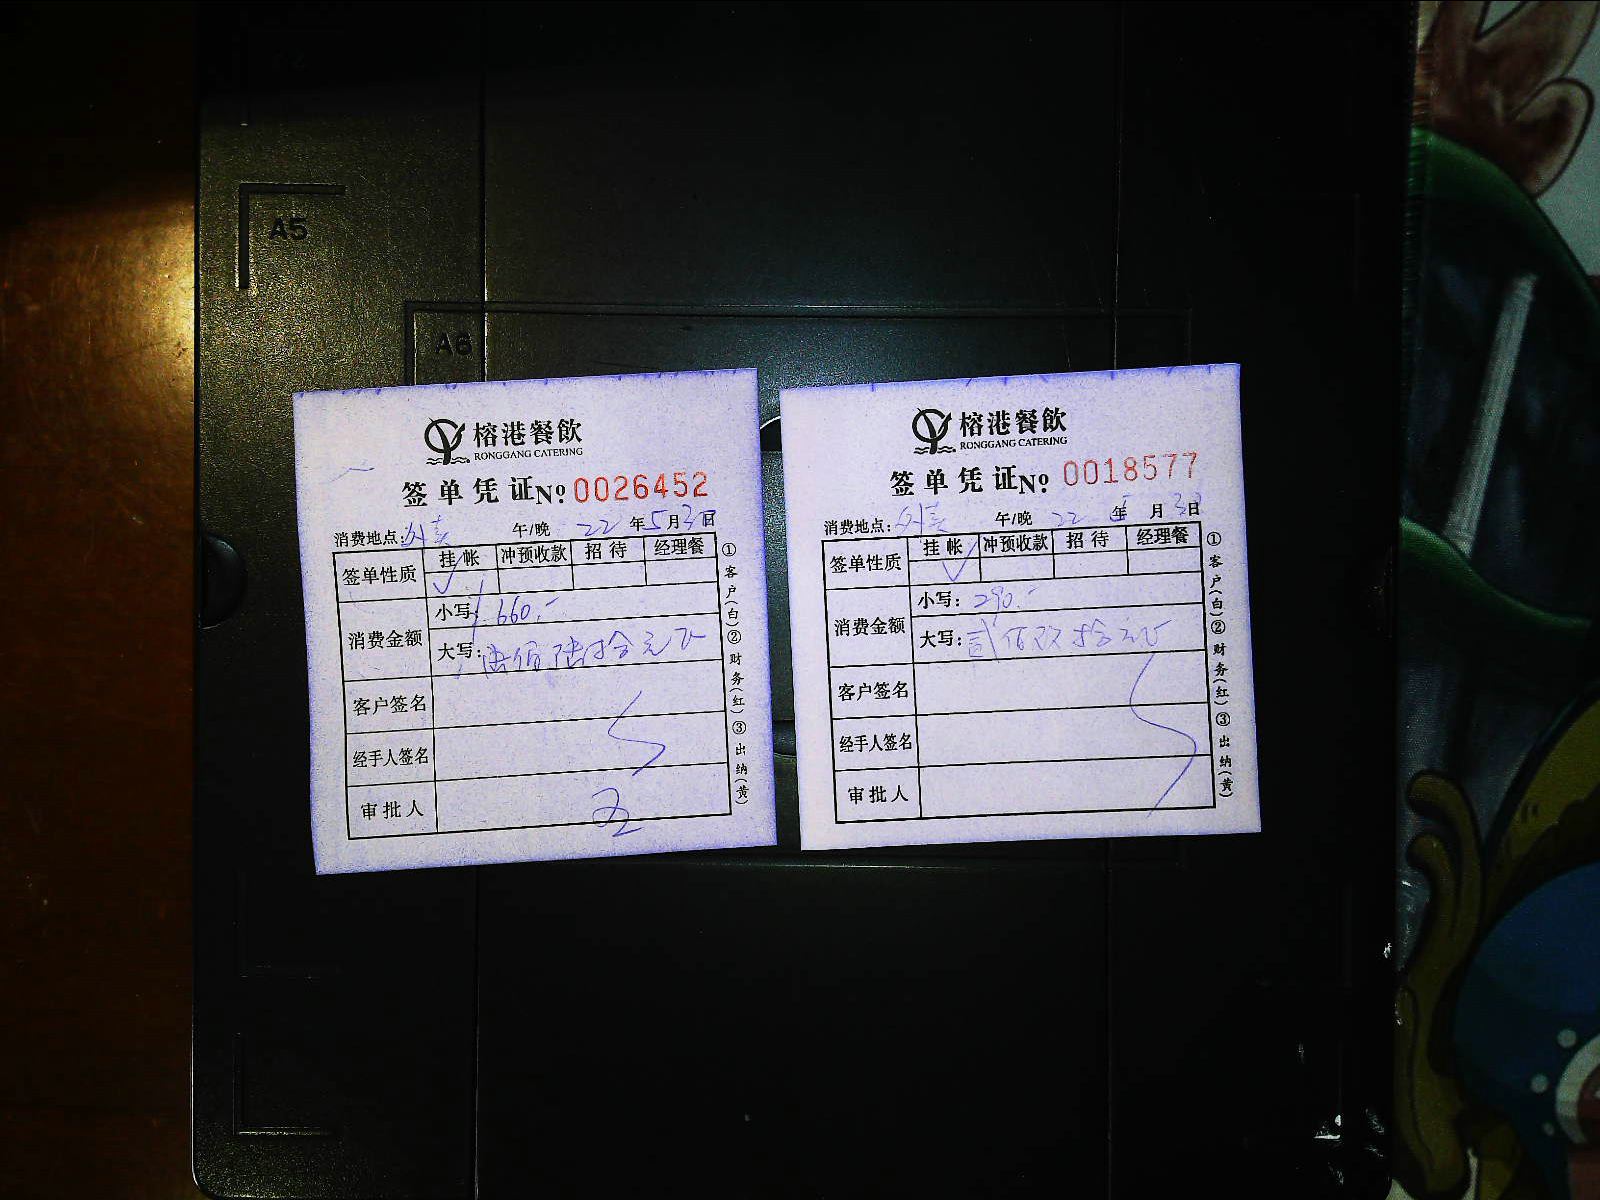 A5
A6
榕港餐飲
RONGGANG CATERING
签单凭证 № 0026452
消费地点：外卖 午/晚 22年5月3日
签单性质 挂帐 冲预收款 招待 经理餐
✓
消费金额 小写：660.-
大写：陆佰陆拾元正
客户签名
经手人签名
审批人
①客户(白)②财务(红)③出纳(黄)
榕港餐飲
RONGGANG CATERING
签单凭证 № 0018577
消费地点：外卖 午/晚 22年5月3日
签单性质 挂帐 冲预收款 招待 经理餐
✓
消费金额 小写：290.-
大写：贰佰玖拾元正
客户签名
经手人签名
审批人
①客户(白)②财务(红)③出纳(黄)